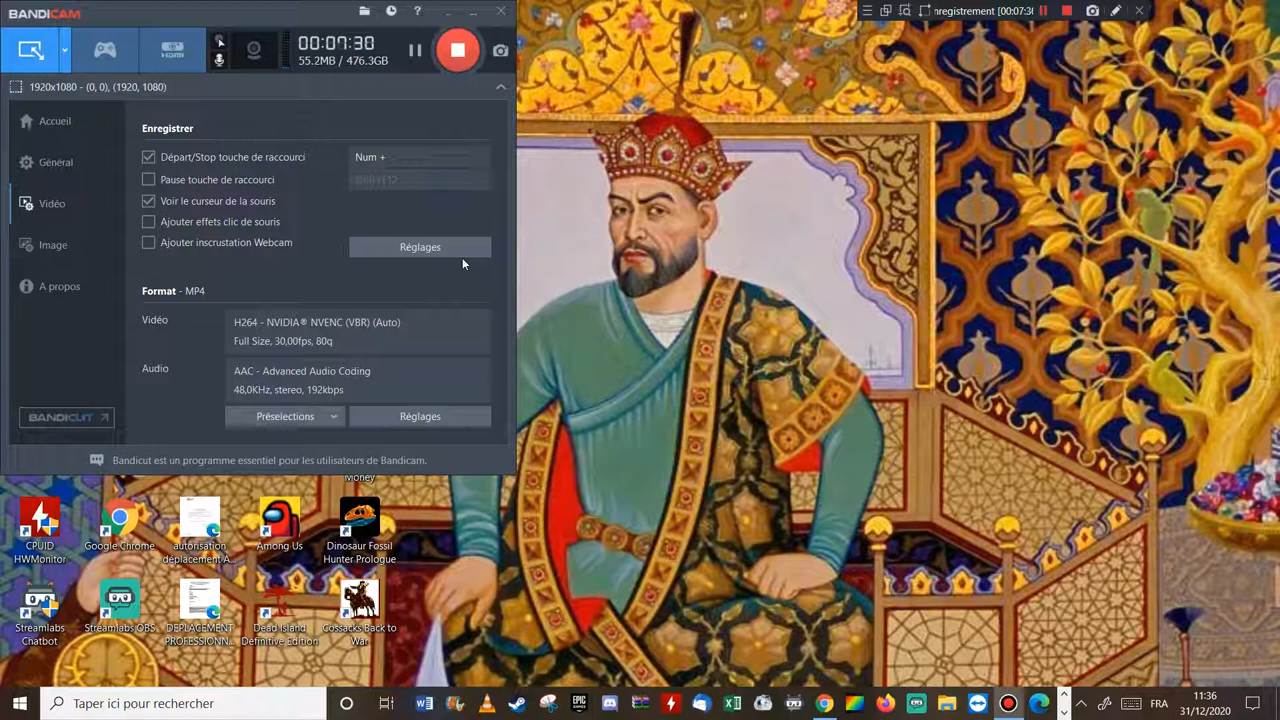 BANDICAM
?
00:07:38
55.2MB / 476.3GB
1920x1080 - (0, 0), (1920, 1080)
Accueil
Général
Vidéo
Image
A propos
BANDICUT
Enregistrer
Départ/Stop touche de raccourci
Num +
Pause touche de raccourci
Voir le curseur de la souris
Ajouter effets clic de souris
Ajouter inscrustation Webcam
Réglages
Format - MP4
Vidéo
H264 - NVIDIA® NVENC (VBR) (Auto)
Full Size, 30,00fps, 80q
Audio
AAC - Advanced Audio Coding
48,0KHz, stereo, 192kbps
Préselections
Réglages
Bandicut est un programme essentiel pour les utilisateurs de Bandicam.
nregistrement [00:07:3
Money
CPUID
HWMonitor
Google Chrome
autorisation
deplacement A...
Among Us
Dinosaur Fossil
Hunter Prologue
Streamlabs
Chatbot
Streamlabs OBS
DEPLACEMENT
PROFESSIONN...
Dead Island
Definitive Edition
Cossacks Back to
War
Taper ici pour rechercher
FRA
11:36
31/12/2020